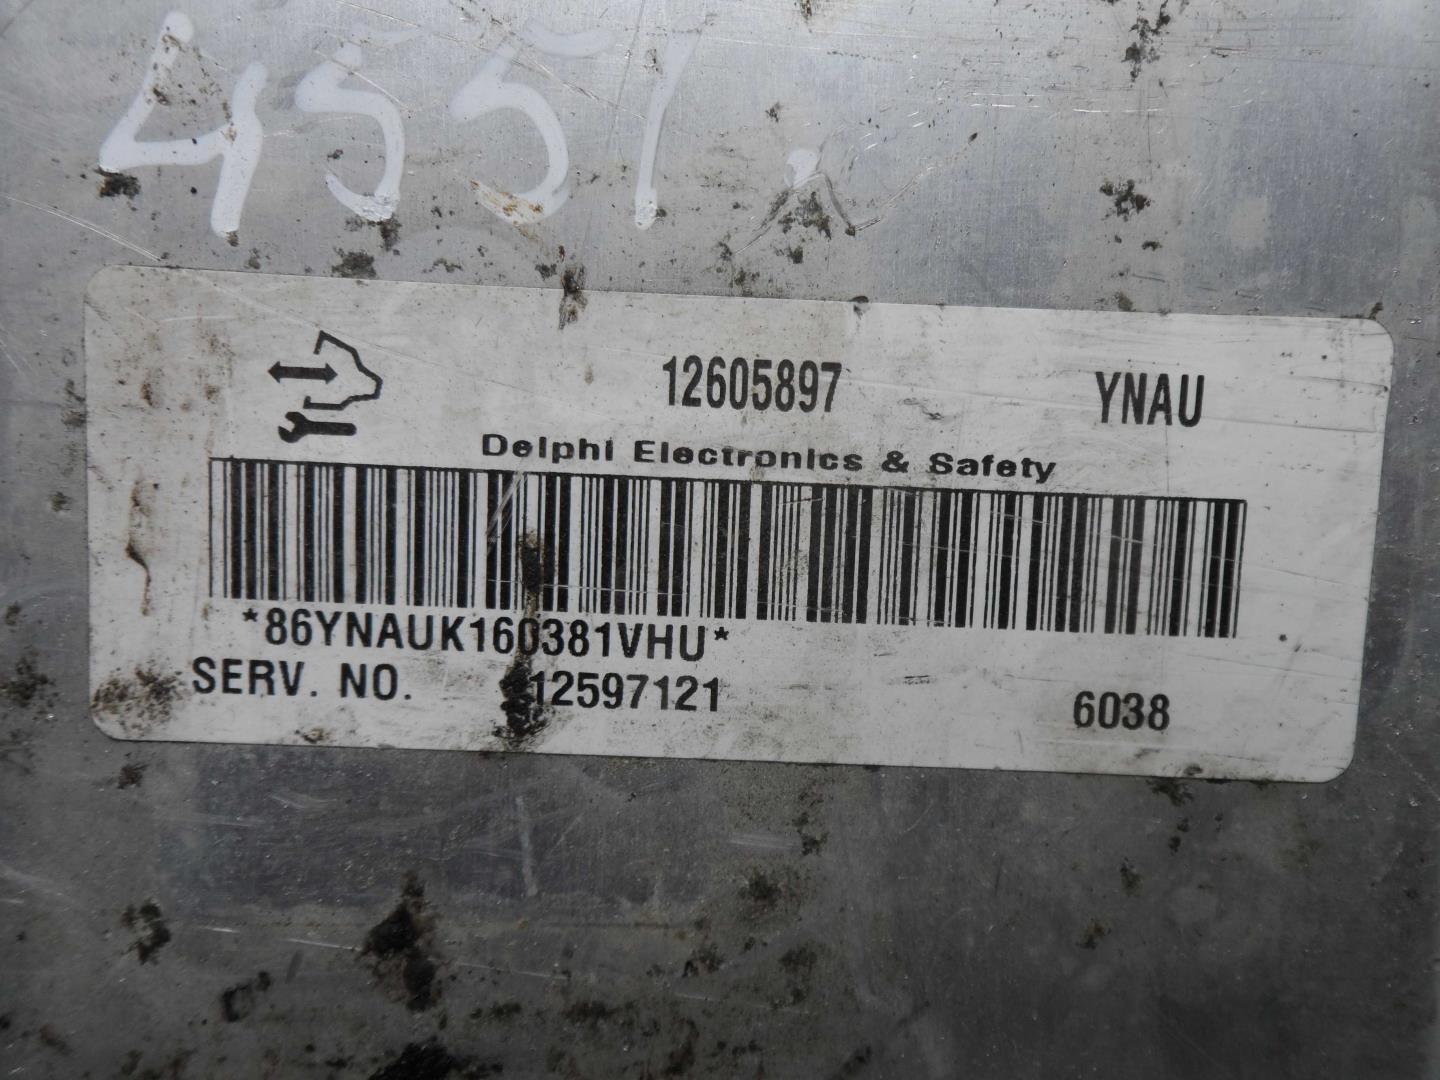 4551
12605897 YNAU
Delphi Electronics & Safety
*86YNAUK160381VHU*
SERV. NO. 12597121 6038